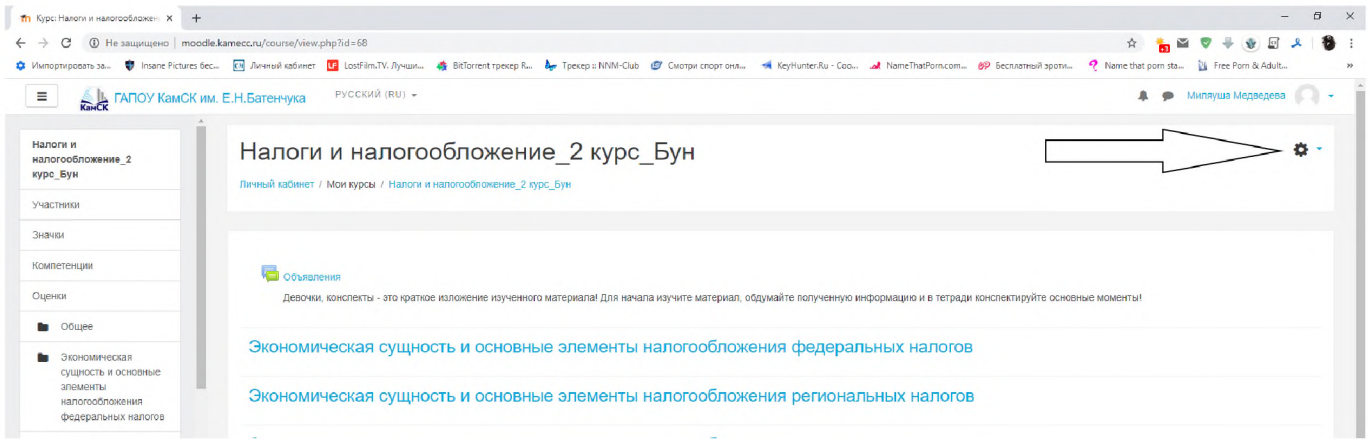 Курс: Налоги и налогообложен
Не защищено | moodle.kamecc.ru/course/view.php?id=68
Импортировать за... Insane Pictures бес... Личный кабинет LostFilm.TV. Лучши... BitTorrent трекер R... Трекер :: NNM-Club Смотри спорт онл... KeyHunter.Ru - Coo... NameThatPorn.com... Бесплатный эроти... Name that porn sta... Free Porn & Adult... »
КамСК ГАПОУ КамСК им. Е.Н.Батенчука РУССКИЙ (RU) Миляуша Медведева
Налоги и
налогообложение_2
курс_Бун
Участники
Значки
Компетенции
Оценки
Общее
Экономическая
сущность и основные
элементы
налогообложения
федеральных налогов
Налоги и налогообложение_2 курс_Бун
Личный кабинет / Мои курсы / Налоги и налогообложение_2 курс_Бун
Объявления
Девочки, конспекты - это краткое изложение изученного материала! Для начала изучите материал, обдумайте полученную информацию и в тетради конспектируйте основные моменты!
Экономическая сущность и основные элементы налогообложения федеральных налогов
Экономическая сущность и основные элементы налогообложения региональных налогов